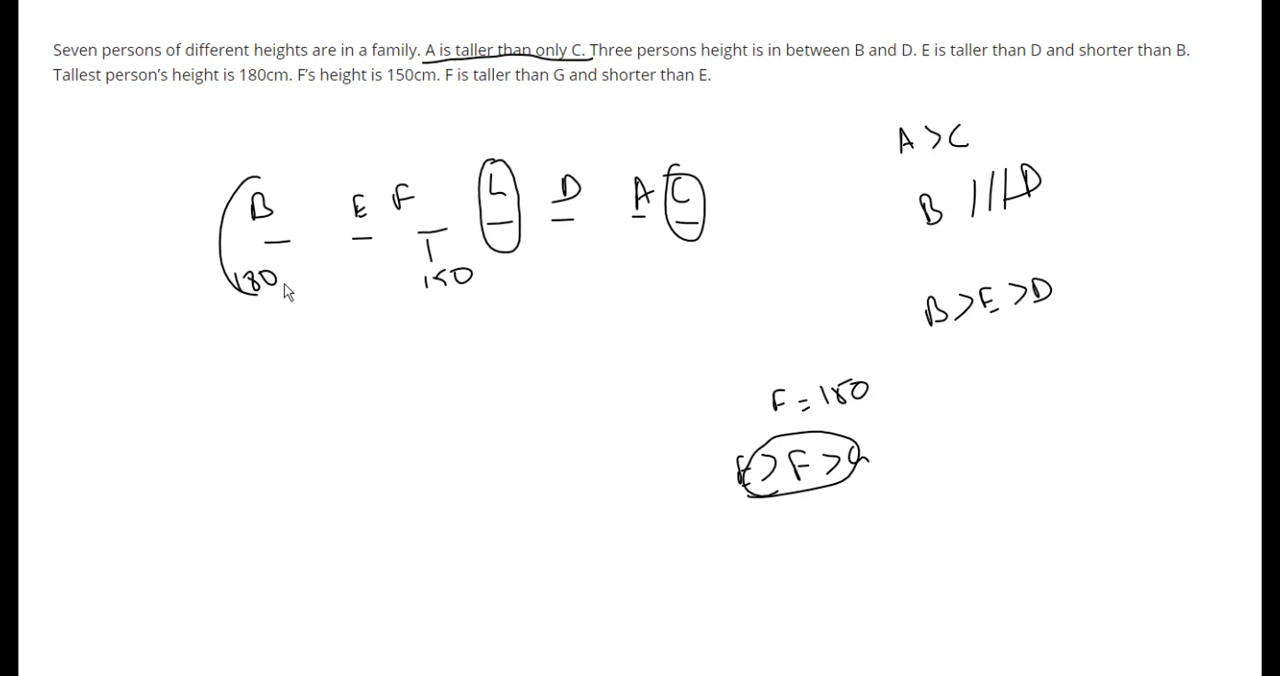 Seven persons of different heights are in a family. A is taller than only C. Three persons height is in between B and D. E is taller than D and shorter than B.
Tallest person's height is 180cm. F's height is 150cm. F is taller than G and shorter than E.
A > C
B E F L D A C
B ///D
180 150
B > E > D
F = 150
E > F > G